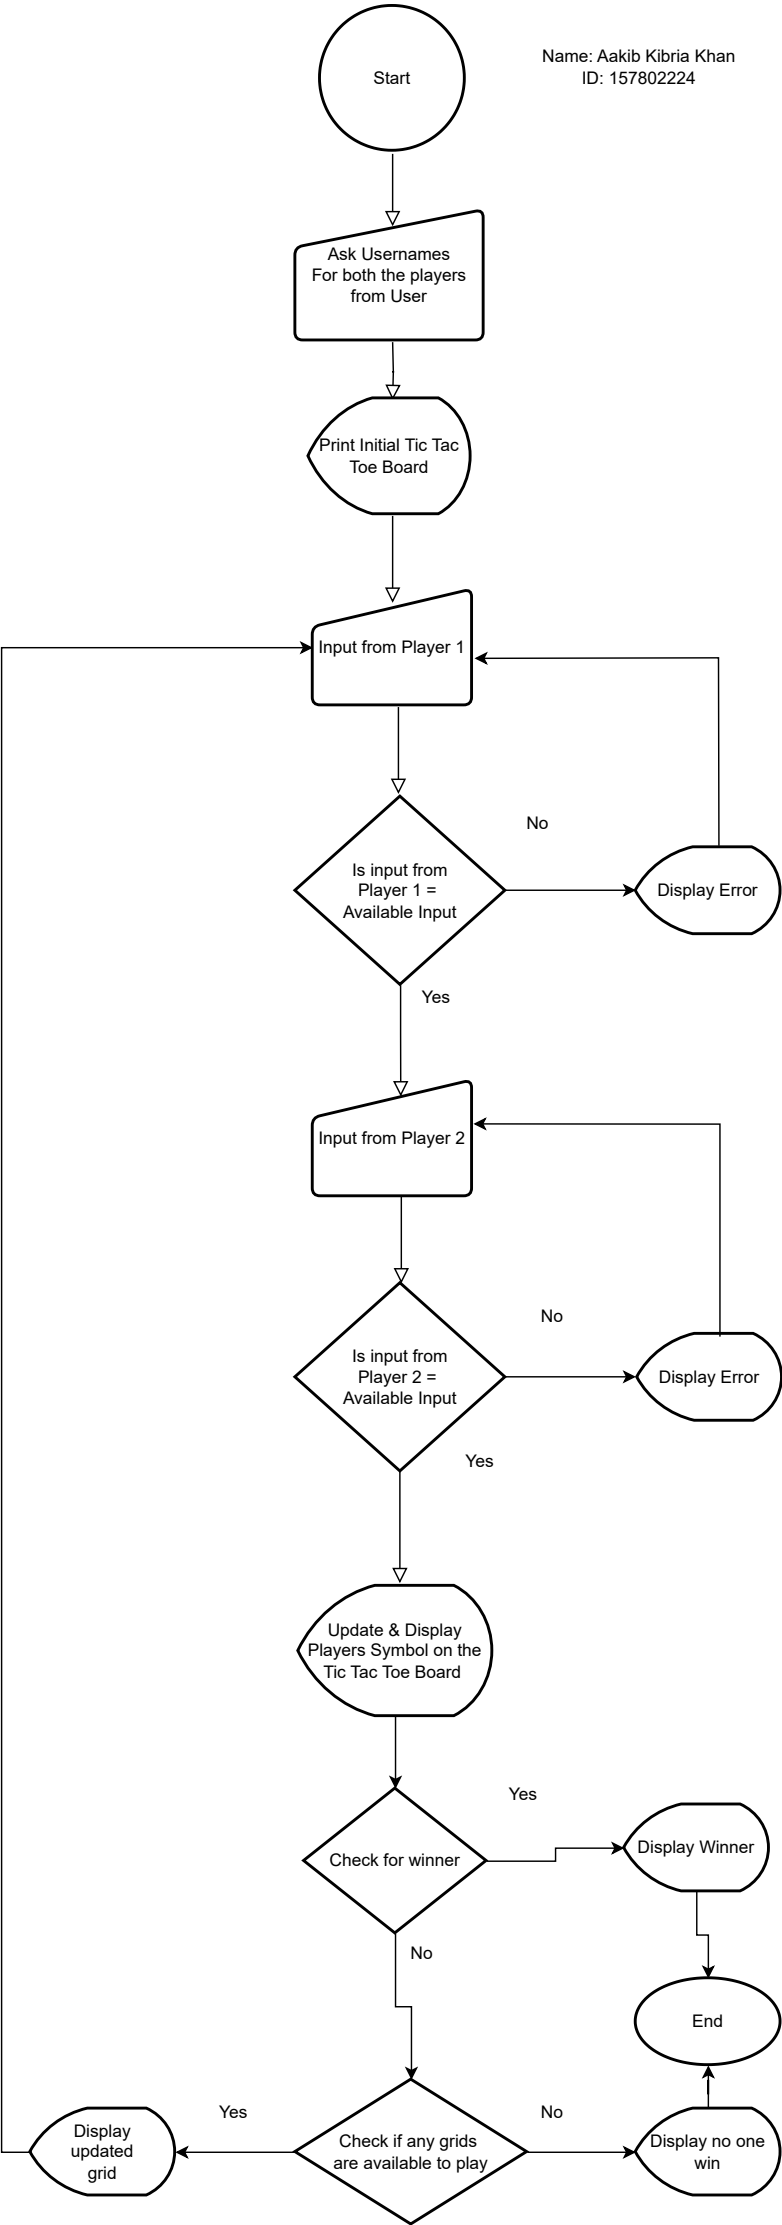 Start
Name: Aakib Kibria Khan
ID: 157802224
Ask Usernames
For both the players
from User
Print Initial Tic Tac
Toe Board
Input from Player 1
No
Is input from
Player 1 =
Available Input
Display Error
Yes
Input from Player 2
No
Is input from
Player 2 =
Available Input
Display Error
Yes
Update & Display
Players Symbol on the
Tic Tac Toe Board
Yes
Check for winner
Display Winner
No
End
Yes
No
Display
updated
grid
Check if any grids
are available to play
Display no one
win